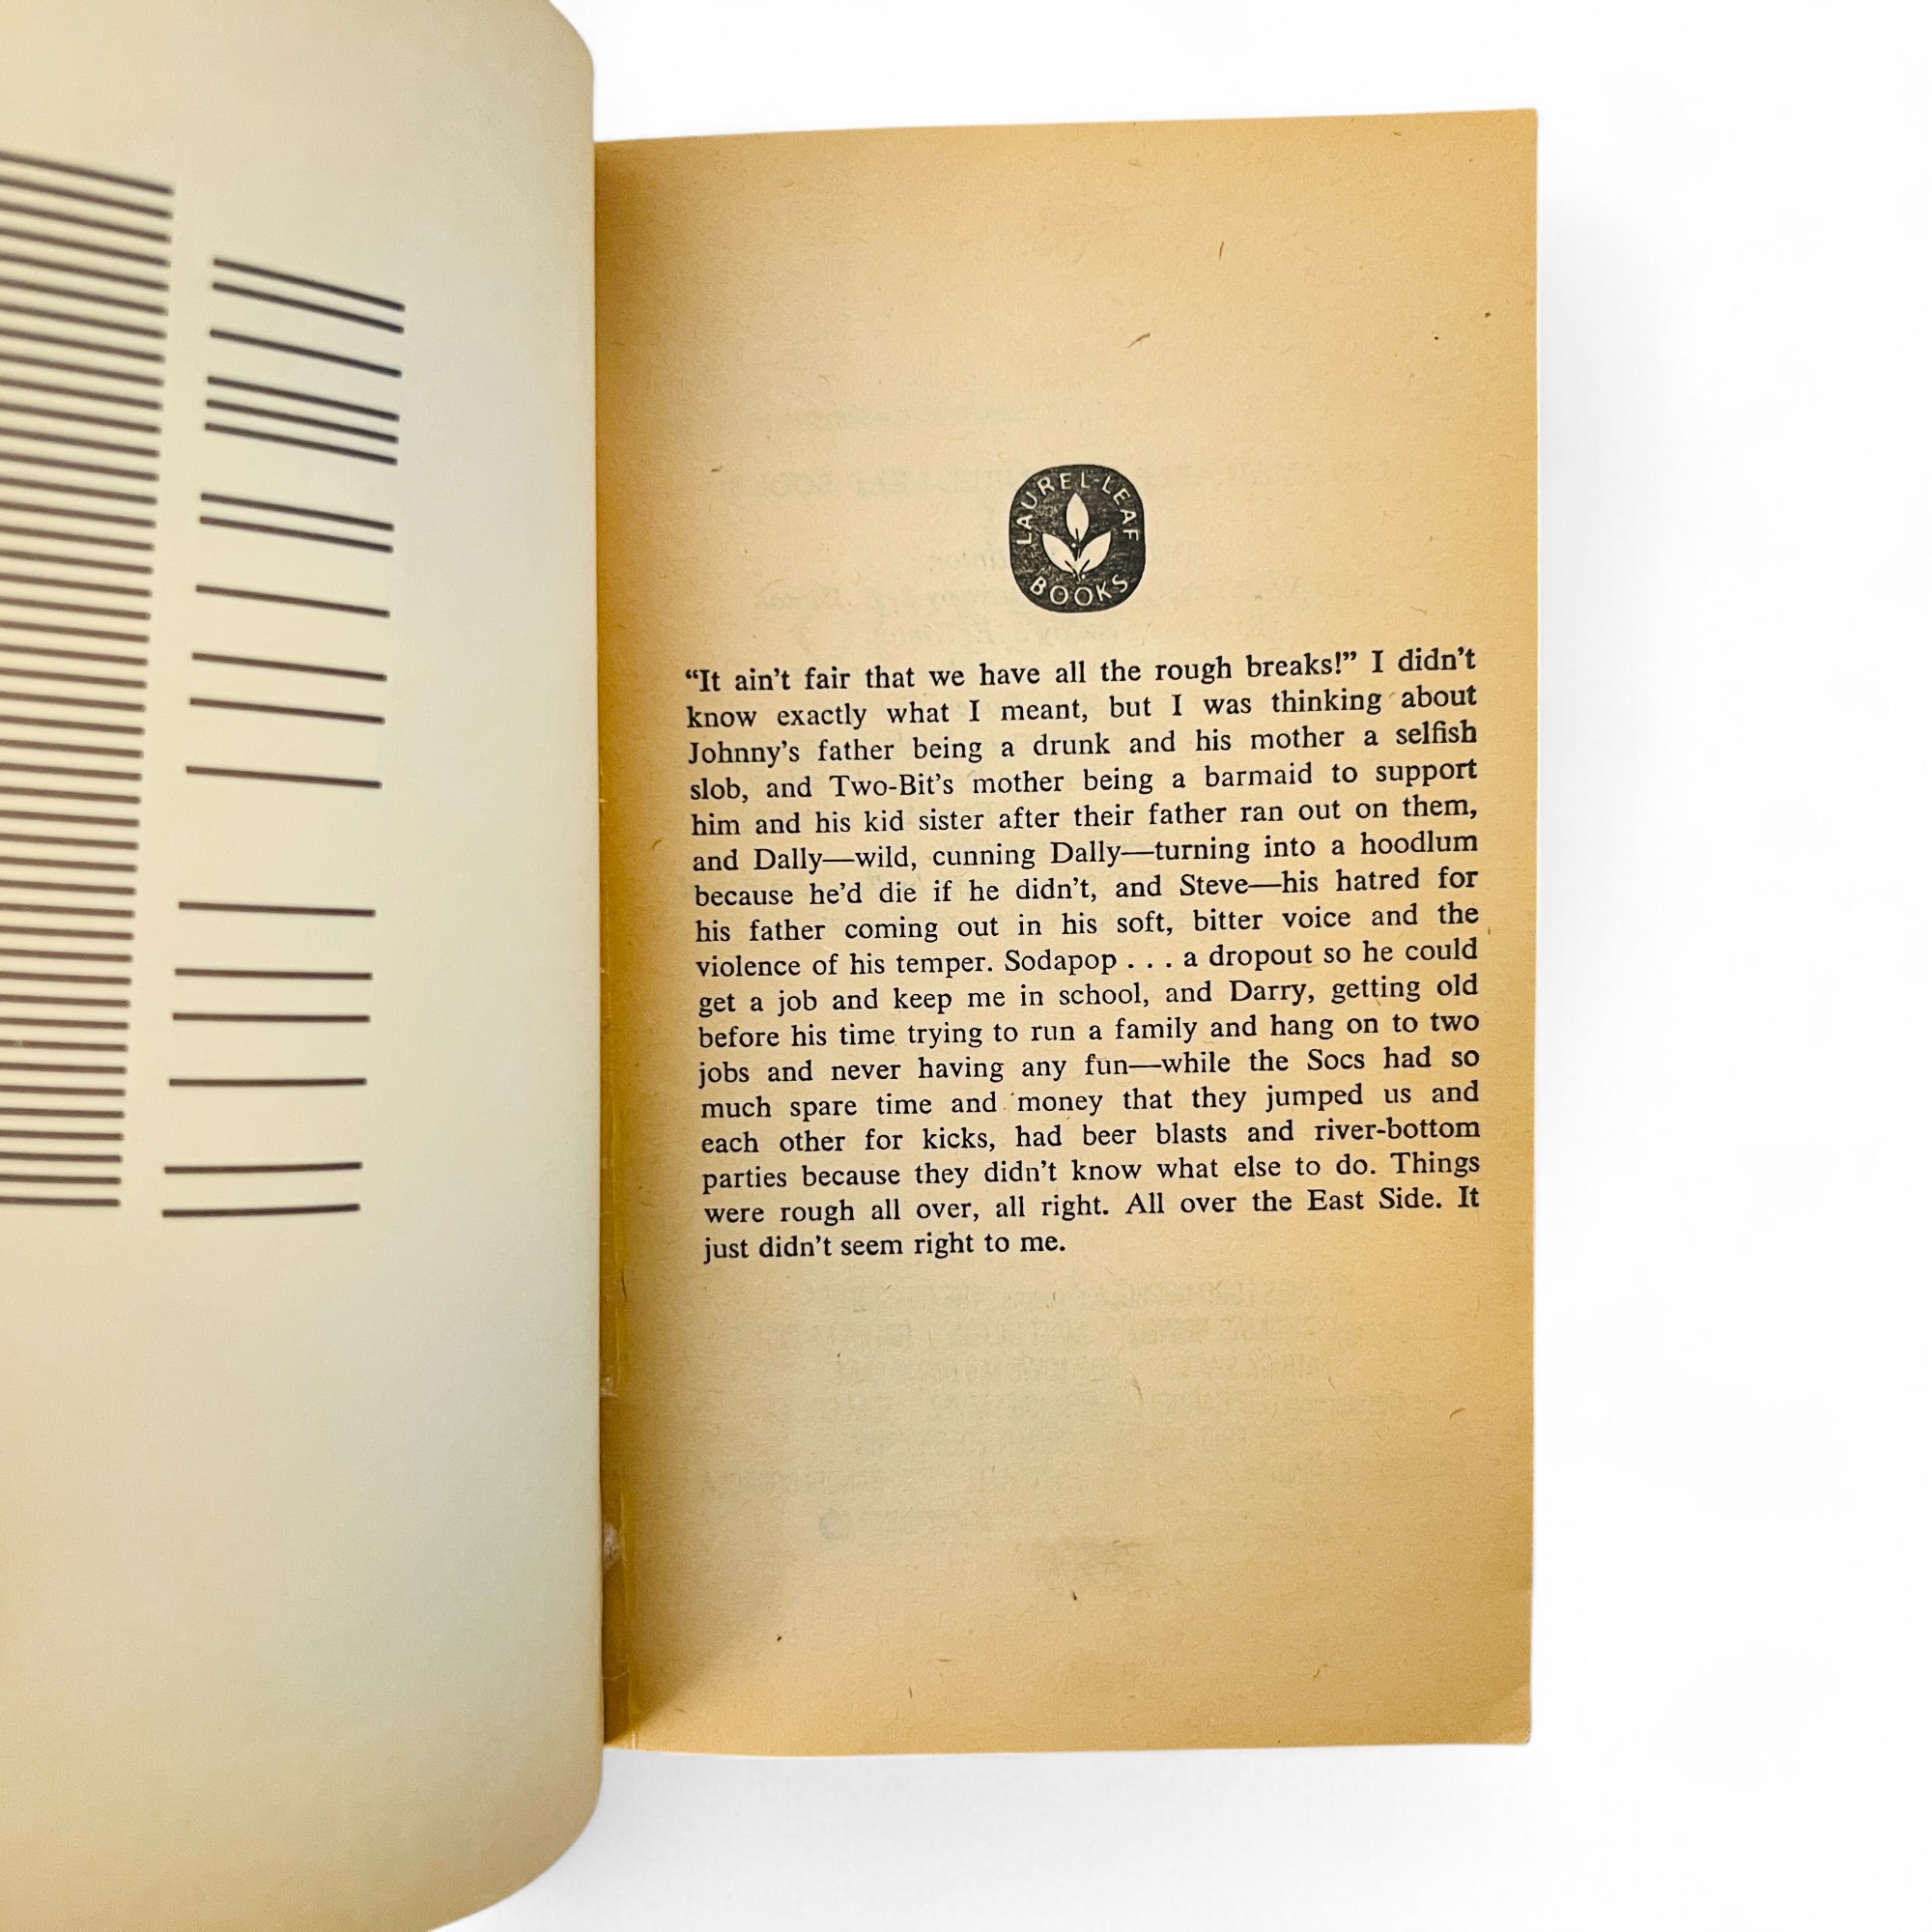 LAUREL-LEAF
BOOKS
“It ain’t fair that we have all the rough breaks!” I didn’t
know exactly what I meant, but I was thinking about
Johnny’s father being a drunk and his mother a selfish
slob, and Two-Bit’s mother being a barmaid to support
him and his kid sister after their father ran out on them,
and Dally—wild, cunning Dally—turning into a hoodlum
because he’d die if he didn’t, and Steve—his hatred for
his father coming out in his soft, bitter voice and the
violence of his temper. Sodapop . . . a dropout so he could
get a job and keep me in school, and Darry, getting old
before his time trying to run a family and hang on to two
jobs and never having any fun—while the Socs had so
much spare time and money that they jumped us and
each other for kicks, had beer blasts and river-bottom
parties because they didn’t know what else to do. Things
were rough all over, all right. All over the East Side. It
just didn’t seem right to me.